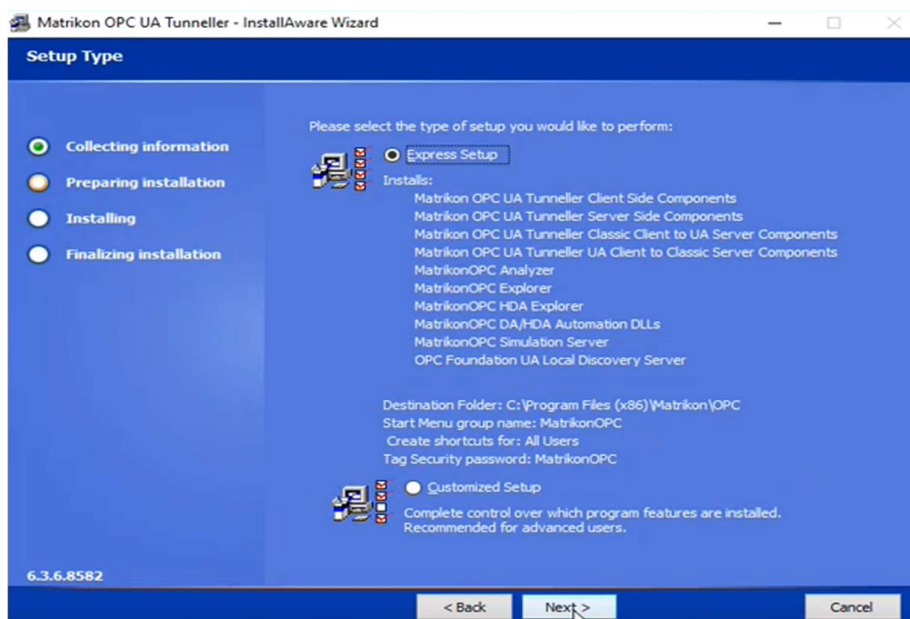 Matrikon OPC UA Tunneller - InstallAware Wizard
Setup Type
Collecting information
Preparing installation
Installing
Finalizing installation
Please select the type of setup you would like to perform:
Express Setup
Installs:
Matrikon OPC UA Tunneller Client Side Components
Matrikon OPC UA Tunneller Server Side Components
Matrikon OPC UA Tunneller Classic Client to UA Server Components
Matrikon OPC UA Tunneller UA Client to Classic Server Components
MatrikonOPC Analyzer
MatrikonOPC Explorer
MatrikonOPC HDA Explorer
MatrikonOPC DA/HDA Automation DLLs
MatrikonOPC Simulation Server
OPC Foundation UA Local Discovery Server
Destination Folder: C:\Program Files (x86)\Matrikon\OPC
Start Menu group name: MatrikonOPC
Create shortcuts for: All Users
Tag Security password: MatrikonOPC
Customized Setup
Complete control over which program features are installed.
Recommended for advanced users.
6.3.6.8582
< Back
Next >
Cancel